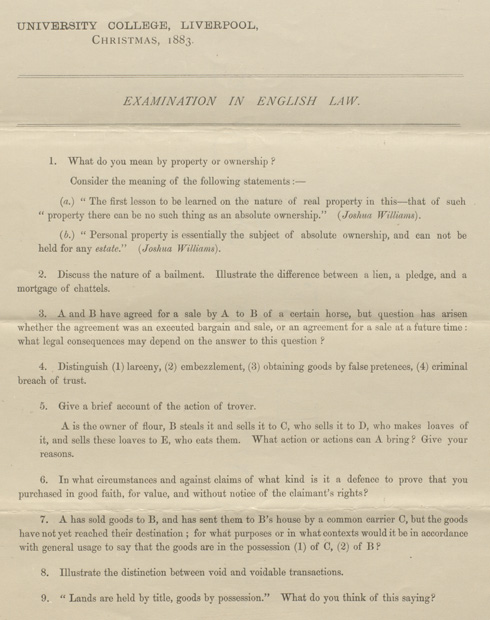 UNIVERSITY COLLEGE, LIVERPOOL,
CHRISTMAS, 1883.
EXAMINATION IN ENGLISH LAW.
1. What do you mean by property or ownership?
Consider the meaning of the following statements:—
(a.) “ The first lesson to be learned on the nature of real property in this—that of such
“ property there can be no such thing as an absolute ownership.” (Joshua Williams).
(b.) “ Personal property is essentially the subject of absolute ownership, and can not be
held for any estate.” (Joshua Williams).
2. Discuss the nature of a bailment. Illustrate the difference between a lien, a pledge, and a
mortgage of chattels.
3. A and B have agreed for a sale by A to B of a certain horse, but question has arisen
whether the agreement was an executed bargain and sale, or an agreement for a sale at a future time:
what legal consequences may depend on the answer to this question?
4. Distinguish (1) larceny, (2) embezzlement, (3) obtaining goods by false pretences, (4) criminal
breach of trust.
5. Give a brief account of the action of trover.
A is the owner of flour, B steals it and sells it to C, who sells it to D, who makes loaves of
it, and sells these loaves to E, who eats them. What action or actions can A bring? Give your
reasons.
6. In what circumstances and against claims of what kind is it a defence to prove that you
purchased in good faith, for value, and without notice of the claimant's rights?
7. A has sold goods to B, and has sent them to B's house by a common carrier C, but the goods
have not yet reached their destination; for what purposes or in what contexts would it be in accordance
with general usage to say that the goods are in the possession (1) of C, (2) of B?
8. Illustrate the distinction between void and voidable transactions.
9. “ Lands are held by title, goods by possession.” What do you think of this saying?